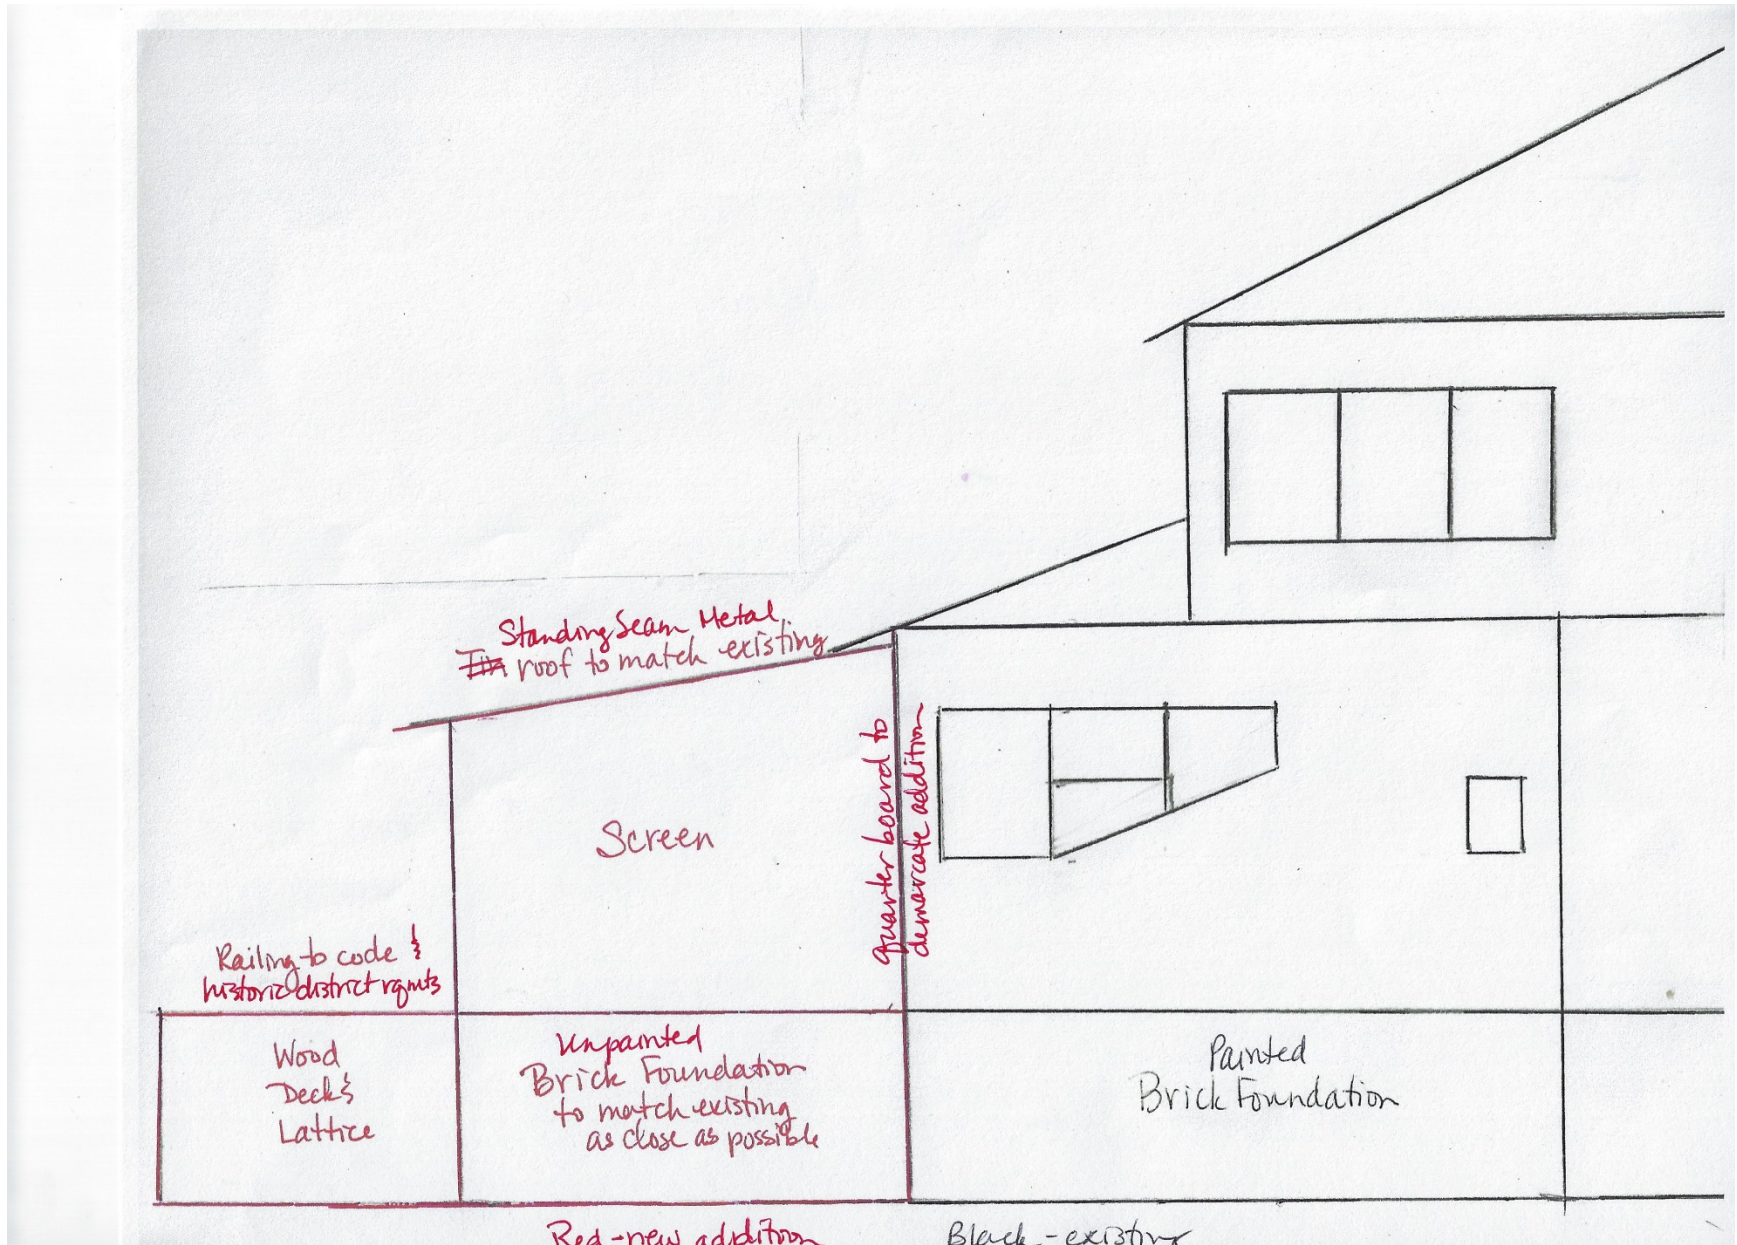 Standing Seam Metal
Tin roof to match existing
Screen
quarter board to
demarcate addition
Railing to code &
historic district rqmts
Wood
Deck &
Lattice
Unpainted
Brick Foundation
to match existing
as close as possible
Painted
Brick Foundation
Red - new addition
Black - existing